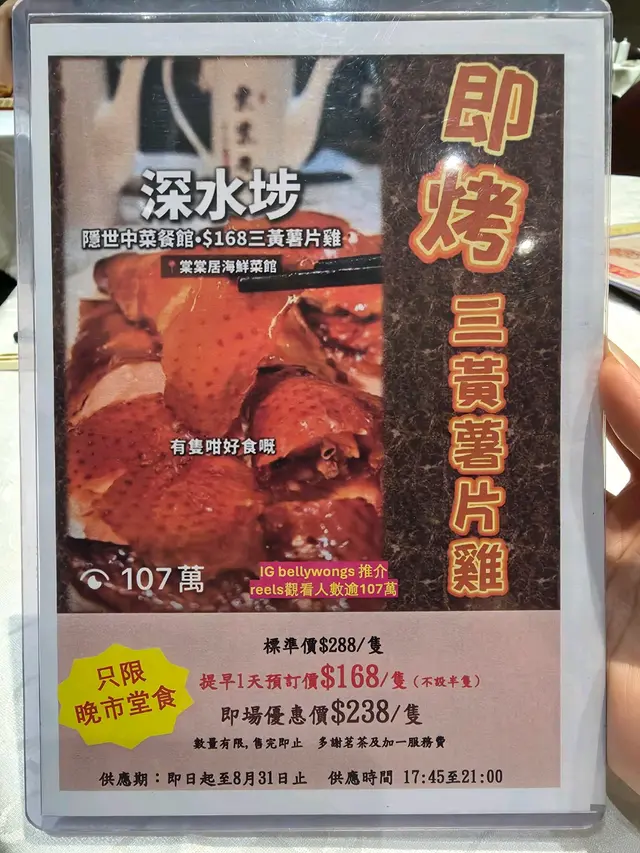 深水埗
隱世中菜餐館•$168三黃薯片雞
棠棠居海鮮菜館
有隻咁好食嘅
107萬
IG bellywongs 推介
reels觀看人數逾107萬
即烤三黃薯片雞
只限
晚市堂食
標準價$288/隻
提早1天預訂價$168/隻（不設半隻）
即場優惠價$238/隻
數量有限,售完即止 多謝茗茶及加一服務費
供應期：即日起至8月31日止 供應時間 17:45至21:00